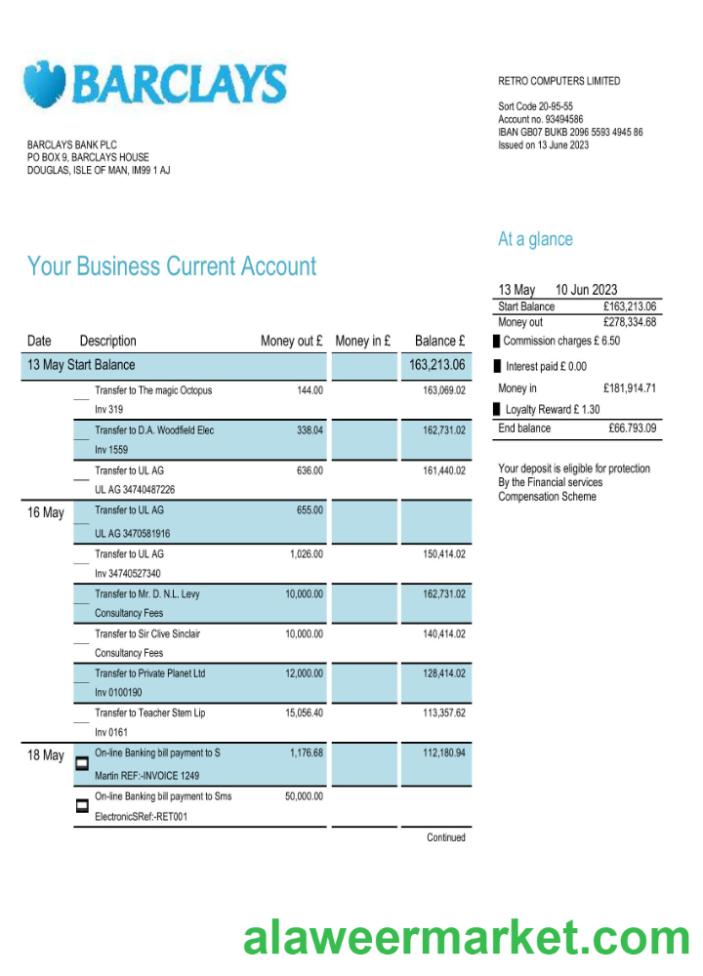 BARCLAYS
RETRO COMPUTERS LIMITED
Sort Code 20-95-55
Account no. 93494586
IBAN GB07 BUKB 2096 5593 4945 86
Issued on 13 June 2023
BARCLAYS BANK PLC
PO BOX 9, BARCLAYS HOUSE
DOUGLAS, ISLE OF MAN, IM99 1 AJ
At a glance
Your Business Current Account
13 May 10 Jun 2023
Start Balance £163,213.06
Money out £278,334.68
Commission charges £ 6.50
Interest paid £ 0.00
Money in £181,914.71
Loyalty Reward £ 1.30
End balance £66.793.09
Your deposit is eligible for protection
By the Financial services
Compensation Scheme
Date Description Money out £ Money in £ Balance £
13 May Start Balance 163,213.06
Transfer to The magic Octopus 144.00 163,069.02
Inv 319
Transfer to D.A. Woodfield Elec 338.04 162,731.02
Inv 1559
Transfer to UL AG 636.00 161,440.02
UL AG 34740487226
16 May Transfer to UL AG 655.00
UL AG 3470581916
Transfer to UL AG 1,026.00 150,414.02
Inv 34740527340
Transfer to Mr. D. N.L. Levy 10,000.00 162,731.02
Consultancy Fees
Transfer to Sir Clive Sinclair 10,000.00 140,414.02
Consultancy Fees
Transfer to Private Planet Ltd 12,000.00 128,414.02
Inv 0100190
Transfer to Teacher Stem Lip 15,056.40 113,357.62
Inv 0161
18 May On-line Banking bill payment to S 1,176.68 112,180.94
Martin REF:-INVOICE 1249
On-line Banking bill payment to Sms 50,000.00
ElectronicSRef:-RET001
Continued
alaweermarket.com